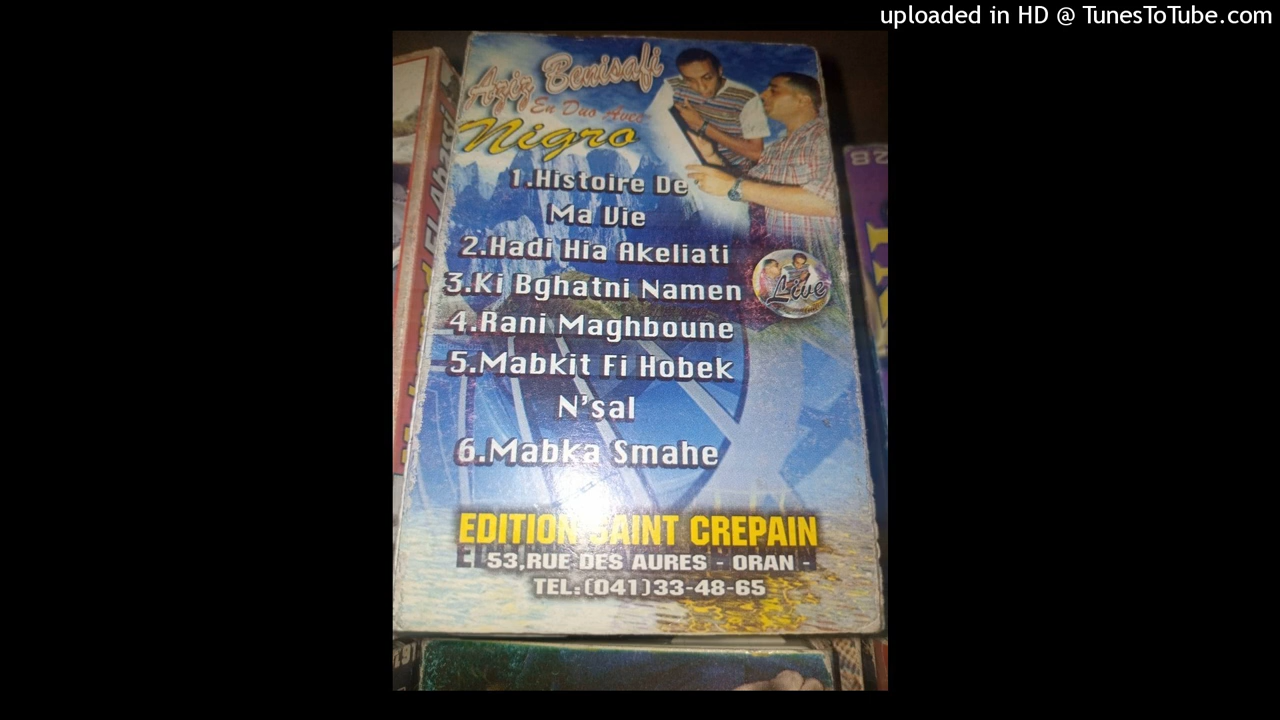 uploaded in HD @ TunesToTube.com
Aziz Benisafi
En Duo Avec
Nigro
1.Histoire De
Ma Vie
2.Hadi Hia Akeliati
3.Ki Bghatni Namen
4.Rani Maghboune
5.Mabkit Fi Hobek
N'sal
6.Mabka Smahe
Live
EDITION SAINT CREPAIN
53,RUE DES AURES - ORAN -
TEL:(041)33-48-65
28